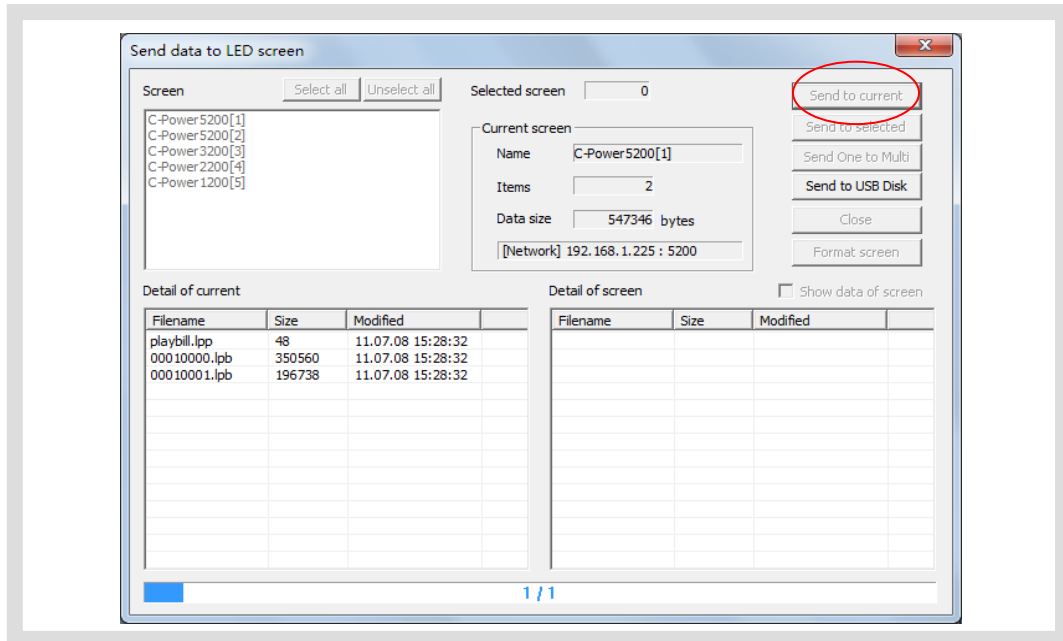 Send data to LED screen
x
Screen
Select all
Unselect all
Selected screen 0
Send to current
C-Power5200[1]
C-Power5200[2]
C-Power3200[3]
C-Power2200[4]
C-Power1200[5]
Current screen
Name C-Power5200[1]
Items 2
Data size 547346 bytes
[Network] 192.168.1.225 : 5200
Send to selected
Send One to Multi
Send to USB Disk
Close
Format screen
Detail of current
Filename Size Modified
playbill.lpp 48 11.07.08 15:28:32
00010000.lpb 350560 11.07.08 15:28:32
00010001.lpb 196738 11.07.08 15:28:32
Detail of screen
Show data of screen
Filename Size Modified
1 / 1